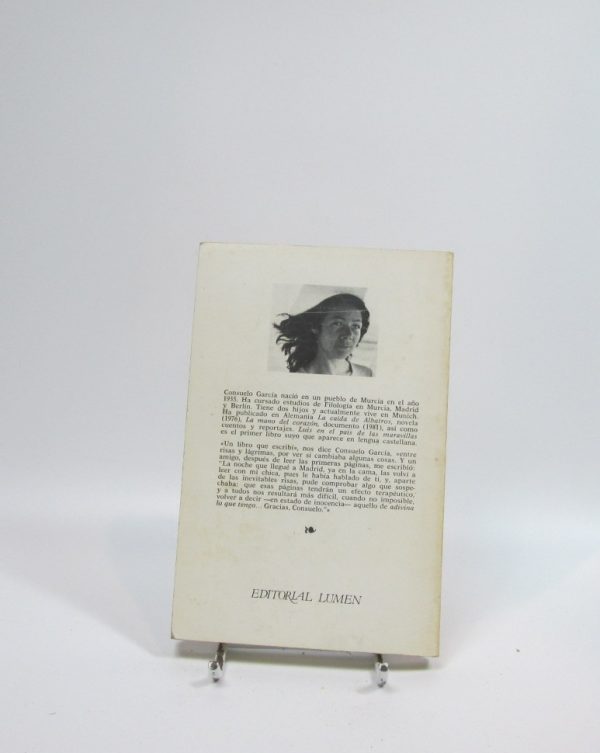 Consuelo García nació en un pueblo de Murcia en el año
1935. Ha cursado estudios de Filología en Murcia, Madrid
y Berlín. Tiene dos hijos y actualmente vive en Munich.
Ha publicado en Alemania La caída de Albatros, novela
(1976), La mano del corazón, documento (1981), así como
cuentos y reportajes. Luis en el país de las maravillas
es el primer libro suyo que aparece en lengua castellana.
«Un libro que escribí», nos dice Consuelo García, «entre
risas y lágrimas, por ver si cambiaba algunas cosas. Y un
amigo, después de leer las primeras páginas, me escribió:
"La noche que llegué a Madrid, ya en la cama, las volví a
leer con mi chica, pues le había hablado de ti, y, aparte
de las inevitables risas, pude comprobar algo que sospe-
chaba: que esas páginas tendrán un efecto terapéutico,
y a todos nos resultará más difícil, cuando no imposible,
volver a decir —en estado de inocencia— aquello de adivina
la que tengo... Gracias, Consuelo."»
EDITORIAL LUMEN